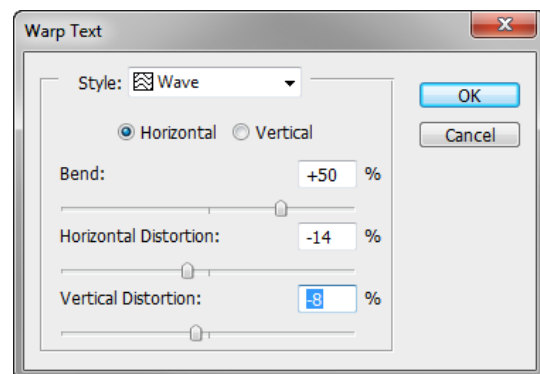 Warp Text
Style: Wave
OK
Horizontal Vertical
Cancel
Bend: +50 %
Horizontal Distortion: -14 %
Vertical Distortion: -8 %